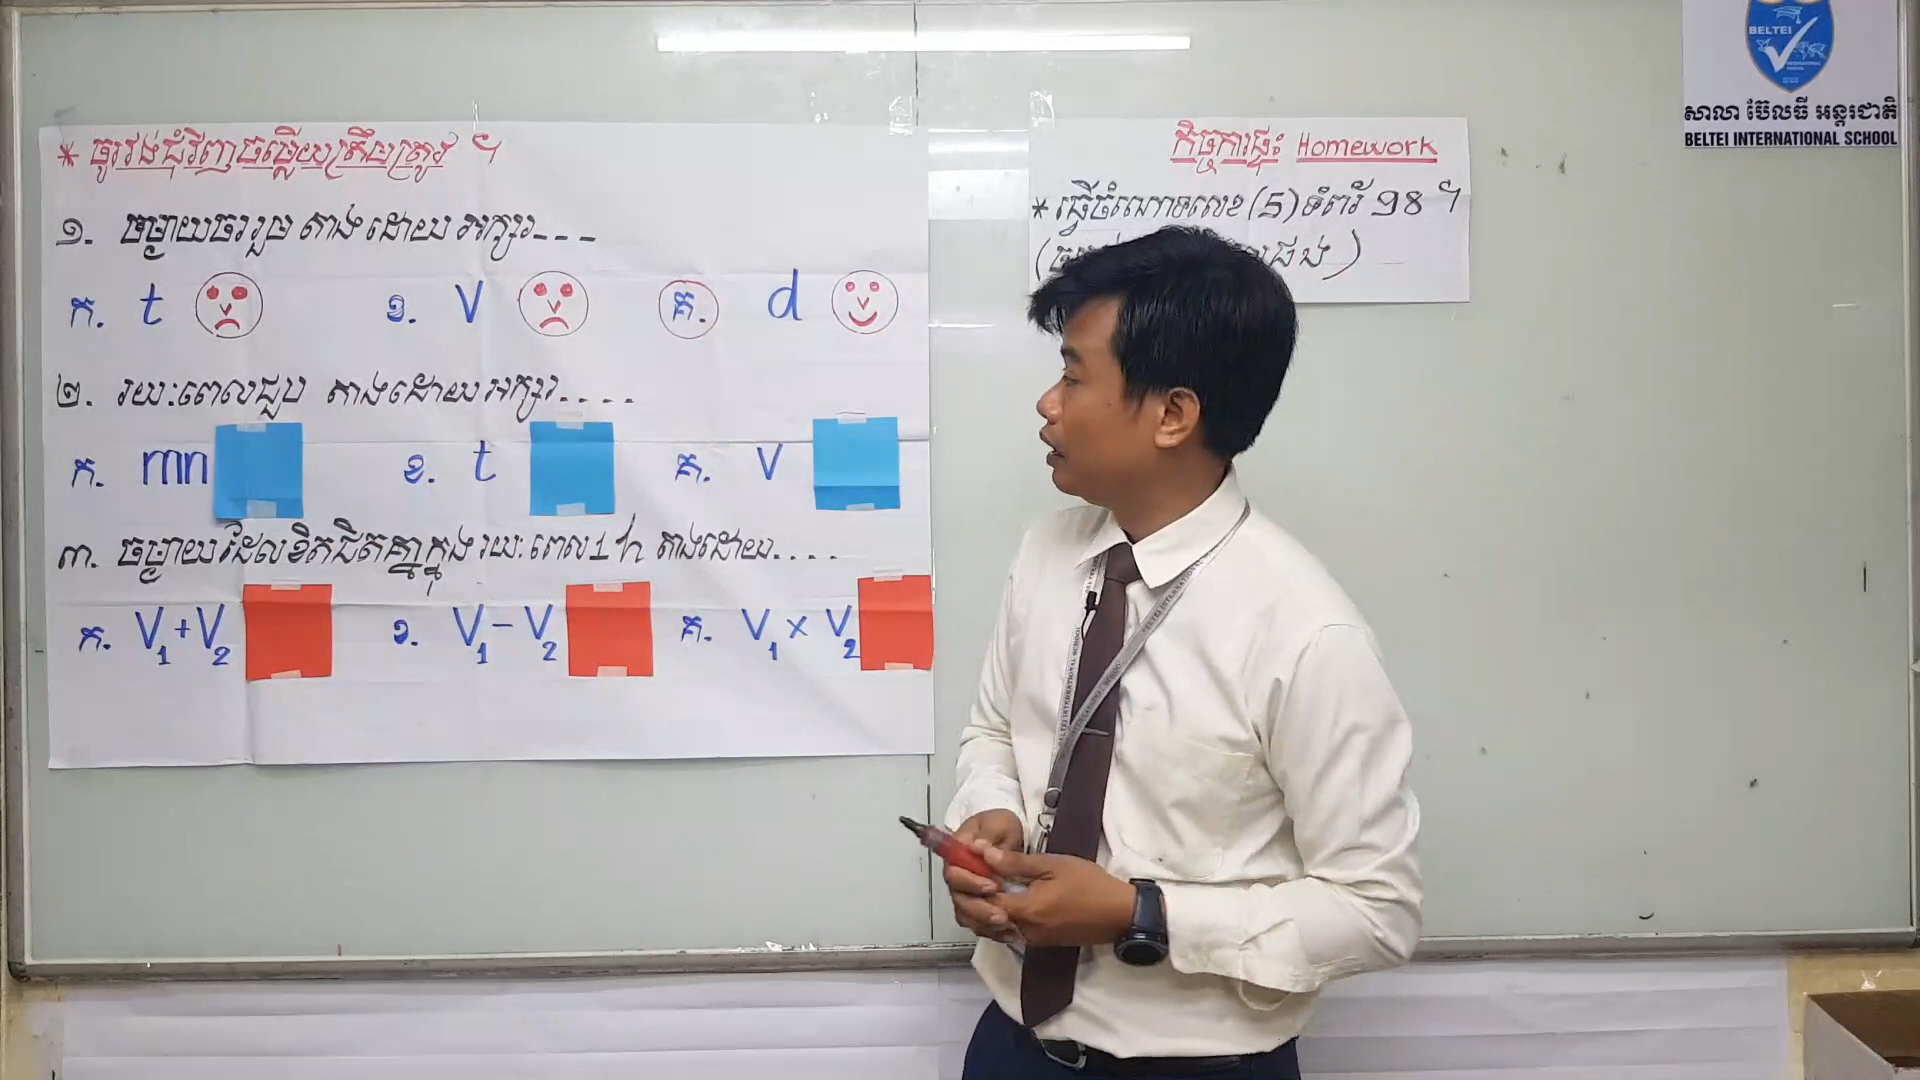 * ចូរវង់ជុំវិញចម្លើយត្រឹមត្រូវ ។
១. ចម្ងាយចររួម តាងដោយ អក្សរ---
ក. t ខ. V គ. d
២. រយៈពេលជួប តាងដោយអក្សរ....
ក. mn ខ. t គ. V
៣. ចម្ងាយដែលខិតជិតគ្នាក្នុង រយៈពេល1h តាងដោយ....
ក. V₁+V₂ ខ. V₁-V₂ គ. V₁×V₂
កិច្ចការផ្ទះ Homework
* ធ្វើចំណោទលេខ(5)ទំព័រ 98 ។
BELTEI
សាលា ប៊ែលធី អន្តរជាតិ
BELTEI INTERNATIONAL SCHOOL